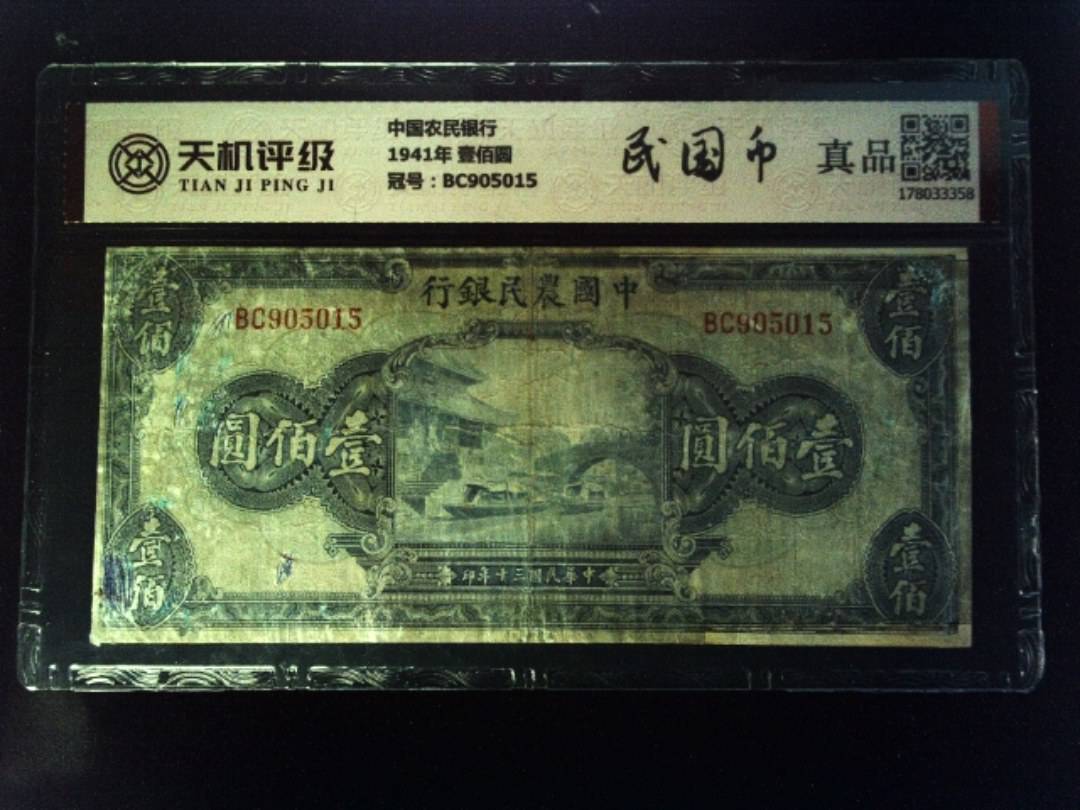 天机评级
TIAN JI PING JI
中国农民银行
1941年 壹佰圆
冠号：BC905015
民国币
真品
178033358
行銀民農國中
壹佰
壹佰
BC905015
BC905015
圓佰壹
圓佰壹
印年十三國民華中
壹佰
壹佰